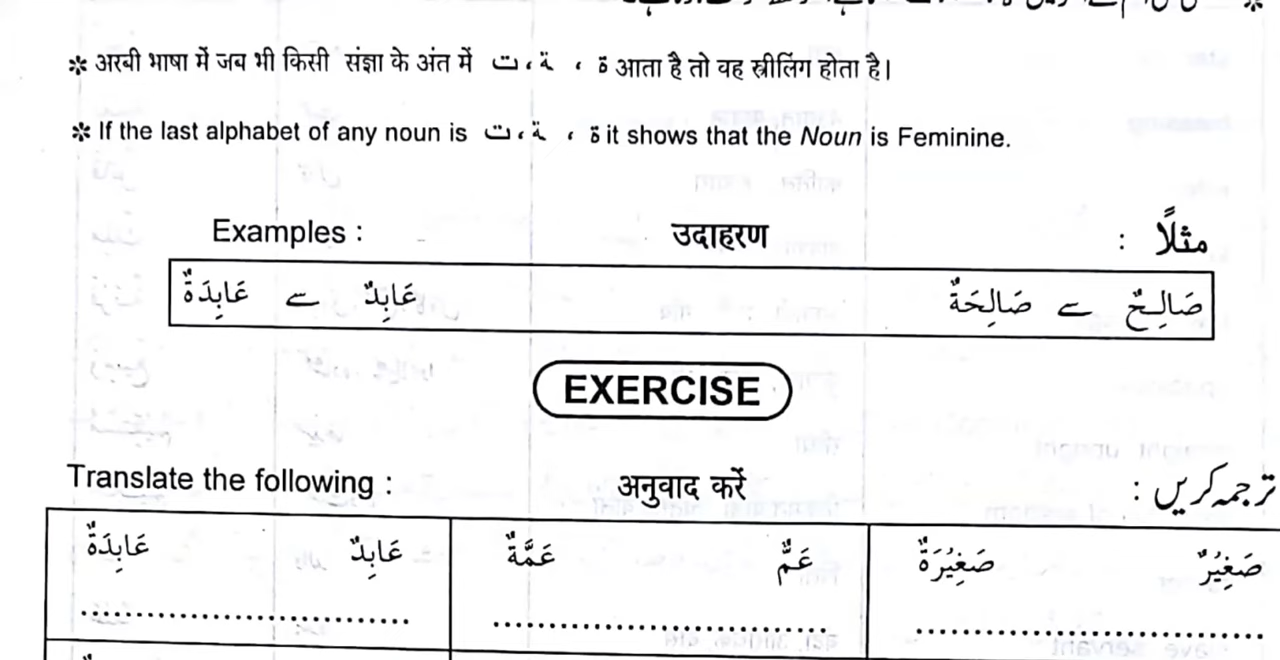 * अरबी भाषा में जब भी किसी संज्ञा के अंत में ت ، ـة ، ة आता है तो वह स्त्रीलिंग होता है।
* If the last alphabet of any noun is ت ، ـة ، ة it shows that the Noun is Feminine.
Examples : उदाहरण مثلاً :
صَالِحٌ سے صَالِحَةٌ عَابِدٌ سے عَابِدَةٌ
EXERCISE
Translate the following : अनुवाद करें ترجمہ کریں :
صَغِيْرٌ صَغِيْرَةٌ عَمٌّ عَمَّةٌ عَابِدٌ عَابِدَةٌ